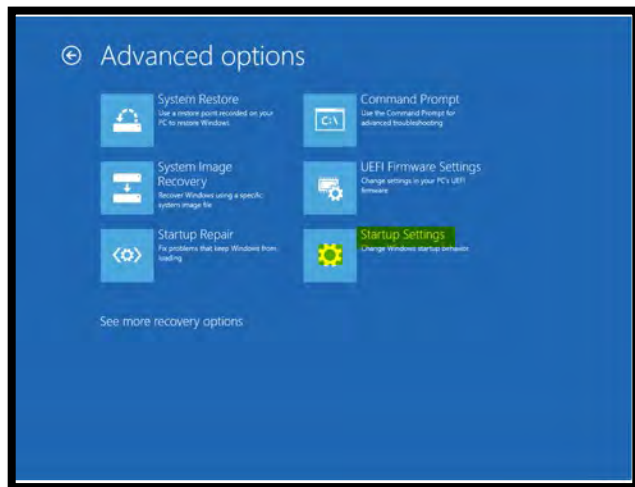 Advanced options
System Restore
Use a restore point recorded on your
PC to restore Windows
System Image
Recovery
Recover Windows using a specific
system image file
Startup Repair
Fix problems that keep Windows from
loading
Command Prompt
Use the Command Prompt for
advanced troubleshooting
C:\
UEFI Firmware Settings
Change settings in your PC's UEFI
firmware
Startup Settings
Change Windows startup behavior
See more recovery options